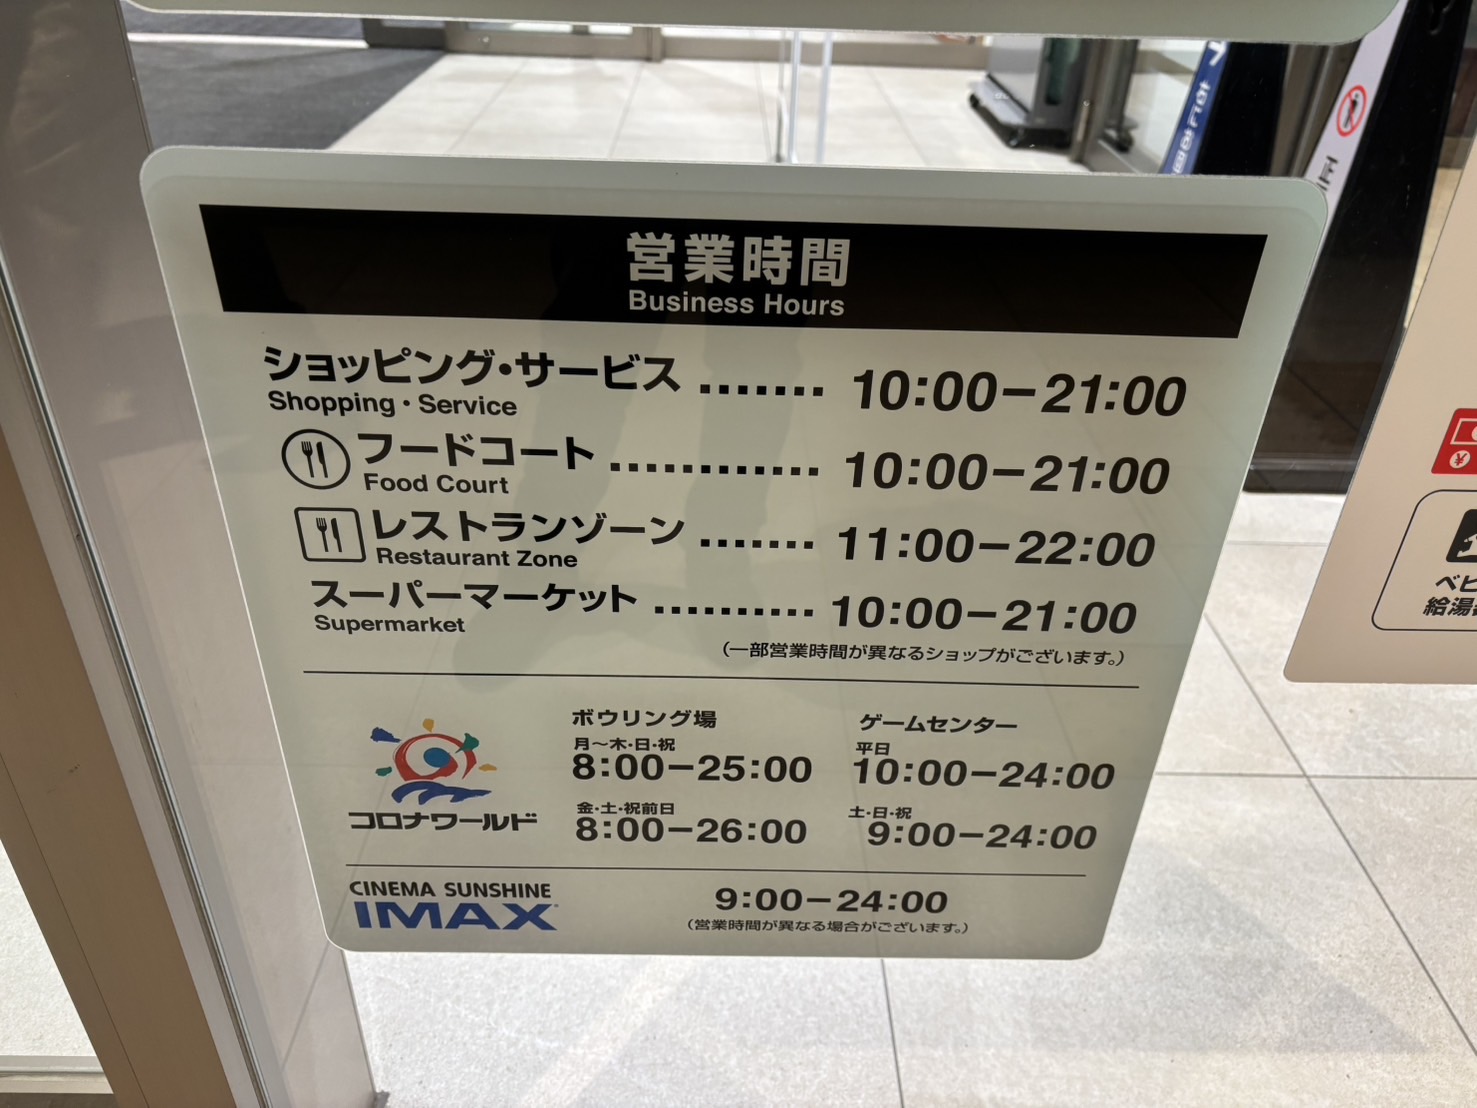 営業時間
Business Hours
ショッピング・サービス ....... 10:00－21:00
Shopping・Service
フードコート ............ 10:00－21:00
Food Court
レストランゾーン ....... 11:00－22:00
Restaurant Zone
スーパーマーケット .......... 10:00－21:00
Supermarket
（一部営業時間が異なるショップがございます。）
コロナワールド
ボウリング場
月〜木・日・祝
8:00－25:00
金・土・祝前日
8:00－26:00
ゲームセンター
平日
10:00－24:00
土・日・祝
9:00－24:00
CINEMA SUNSHINE
IMAX
9:00－24:00
（営業時間が異なる場合がございます。）
ベビ
給湯